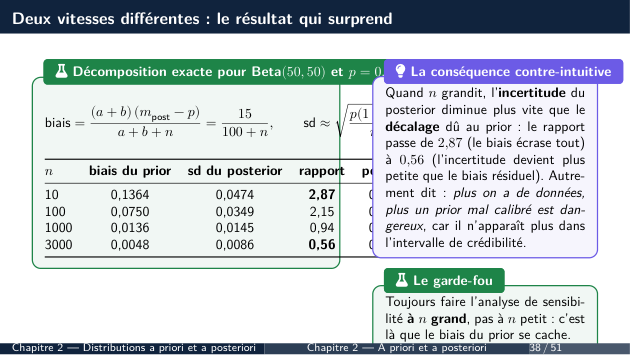 Deux vitesses différentes : le résultat qui surprend
Décomposition exacte pour Beta(50, 50) et p = 0.
biais = (a + b) (m_post − p) / (a + b + n) = 15 / (100 + n), sd ≈ √p(1
n biais du prior sd du posterior rapport
10 0,1364 0,0474 2,87
100 0,0750 0,0349 2,15
1000 0,0136 0,0145 0,94
3000 0,0048 0,0086 0,56
La conséquence contre-intuitive
Quand n grandit, l'incertitude du
posterior diminue plus vite que le
décalage dû au prior : le rapport
passe de 2,87 (le biais écrase tout)
à 0,56 (l'incertitude devient plus
petite que le biais résiduel). Autre-
ment dit : plus on a de données,
plus un prior mal calibré est dan-
gereux, car il n'apparaît plus dans
l'intervalle de crédibilité.
Le garde-fou
Toujours faire l'analyse de sensibi-
lité à n grand, pas à n petit : c'est
là que le biais du prior se cache.
Chapitre 2 — Distributions a priori et a posteriori Chapitre 2 — A priori et a posteriori 38 / 51